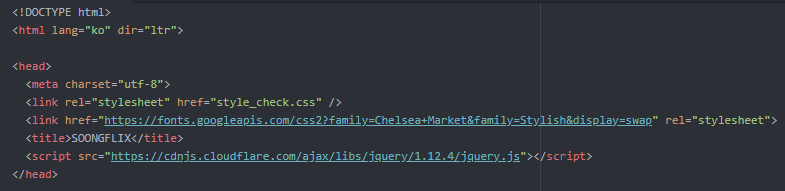 <!DOCTYPE html>
<html lang="ko" dir="ltr">
<head>
<meta charset="utf-8">
<link rel="stylesheet" href="style_check.css" />
<link href="https://fonts.googleapis.com/css2?family=Chelsea+Market&family=Stylish&display=swap" rel="stylesheet">
<title>SOONGFLIX</title>
<script src="https://cdnjs.cloudflare.com/ajax/libs/jquery/1.12.4/jquery.js"></script>
</head>